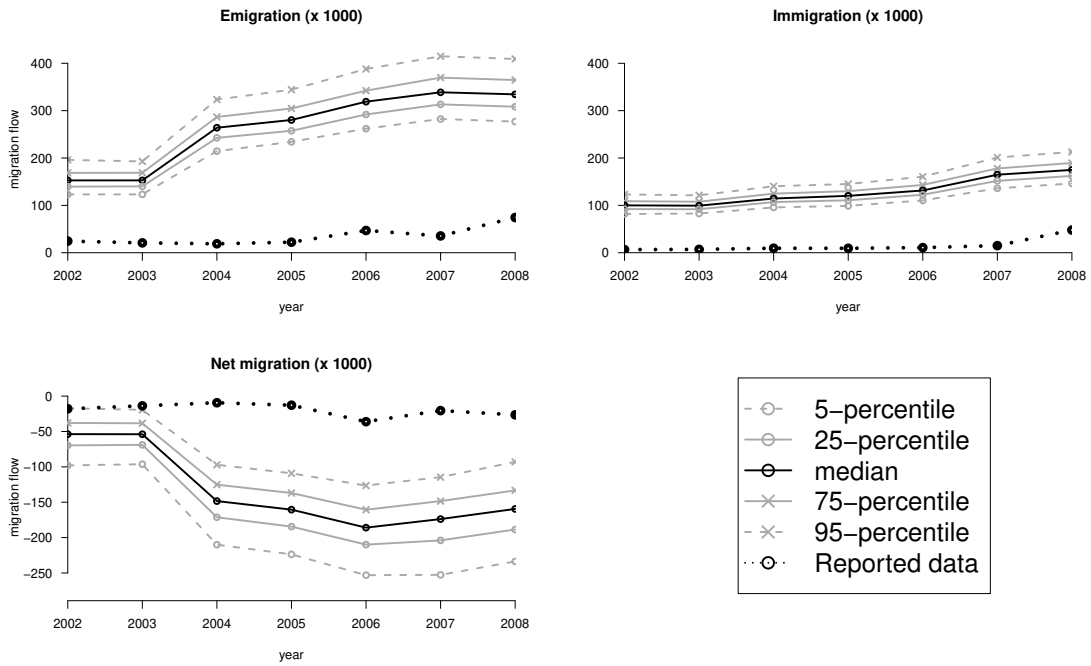 Emigration (x 1000)
migration flow
400
300
200
100
0
2002 2003 2004 2005 2006 2007 2008
year
Immigration (x 1000)
400
300
200
100
0
2002 2003 2004 2005 2006 2007 2008
year
Net migration (x 1000)
migration flow
0
−50
−100
−150
−200
−250
2002 2003 2004 2005 2006 2007 2008
year
5−percentile
25−percentile
median
75−percentile
95−percentile
Reported data